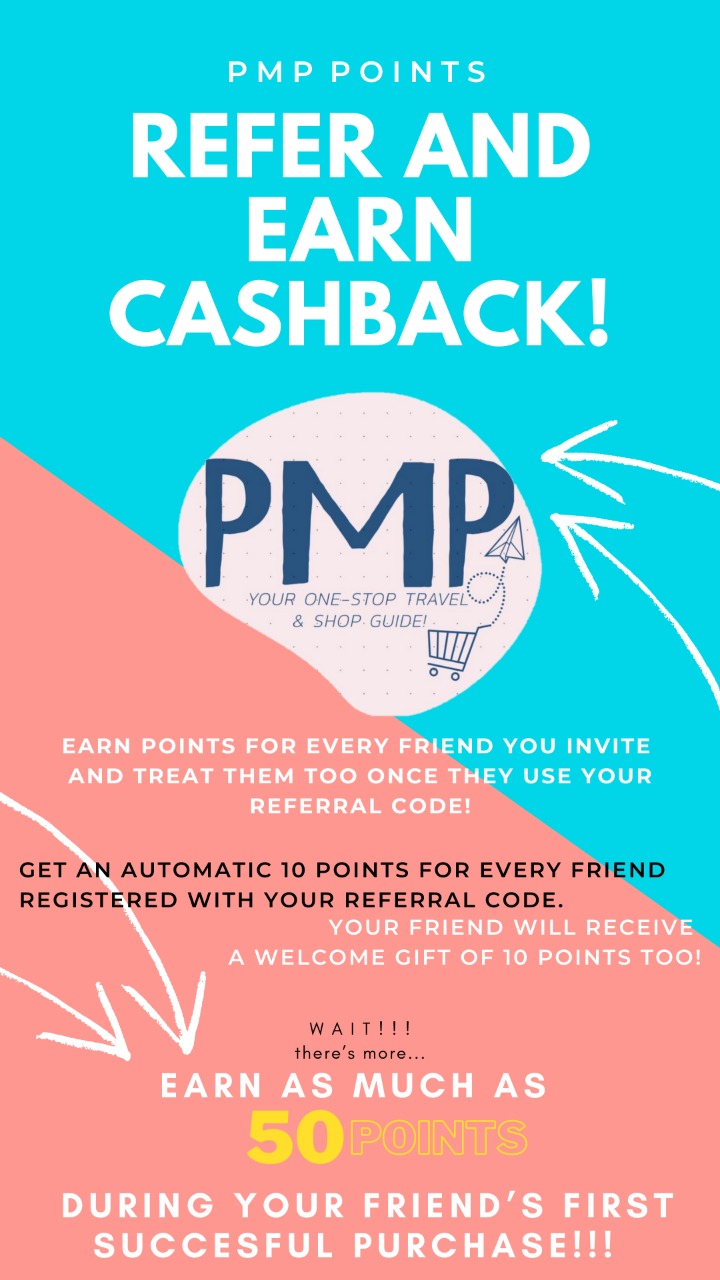 PMP POINTS
REFER AND
EARN
CASHBACK!
PMP
YOUR ONE-STOP TRAVEL
& SHOP GUIDE!
EARN POINTS FOR EVERY FRIEND YOU INVITE
AND TREAT THEM TOO ONCE THEY USE YOUR
REFERRAL CODE!
GET AN AUTOMATIC 10 POINTS FOR EVERY FRIEND
REGISTERED WITH YOUR REFERRAL CODE.
YOUR FRIEND WILL RECEIVE
A WELCOME GIFT OF 10 POINTS TOO!
WAIT!!!
there's more...
EARN AS MUCH AS
50 POINTS
DURING YOUR FRIEND'S FIRST
SUCCESFUL PURCHASE!!!